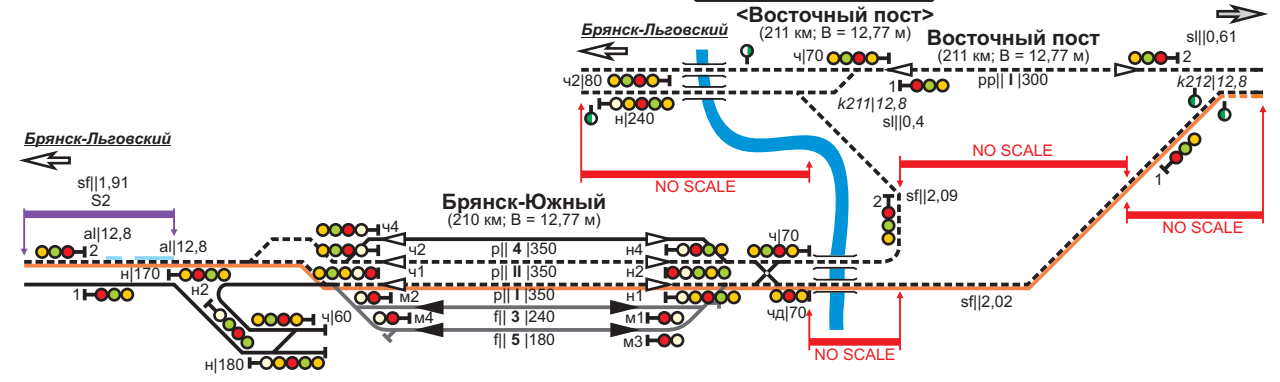 <Восточный пост>
(211 км; В = 12,77 м)
Брянск-Льговский
ч|70
Восточный пост
(211 км; В = 12,77 м)
sl||0,61
2
ч2|80
1
pp|| I |300
k212|12,8
н|240
k211|12,8
sl||0,4
Брянск-Льговский
NO SCALE
NO SCALE
1
sf||1,91
S2
Брянск-Южный
(210 км; В = 12,77 м)
2
sf||2,09
NO SCALE
al|12,8
al|12,8
2
ч4
ч2
p|| 4 |350
н4
ч|70
н|170
ч1
p|| II |350
н2
1
н2
м2
p|| I |350
н1
чд|70
sf||2,02
ч|60
м4
f|| 3 |240
м1
f|| 5 |180
м3
NO SCALE
н|180